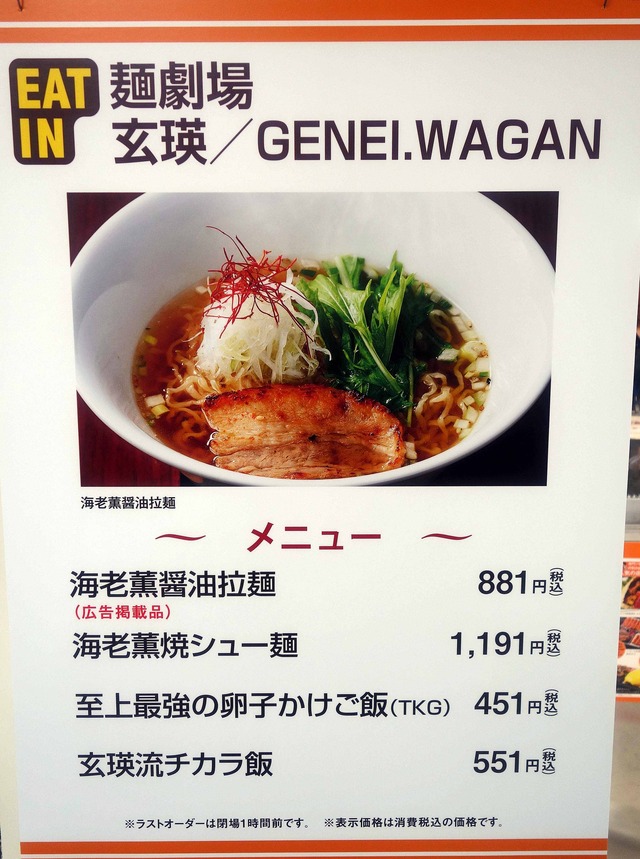 EAT
IN
麺劇場
玄瑛／GENEI.WAGAN
海老薫醤油拉麺
～ メニュー ～
海老薫醤油拉麺 881円(税込)
(広告掲載品)
海老薫焼シュー麺 1,191円(税込)
至上最強の卵子かけご飯(TKG) 451円(税込)
玄瑛流チカラ飯 551円(税込)
※ラストオーダーは閉場1時間前です。 ※表示価格は消費税込の価格です。